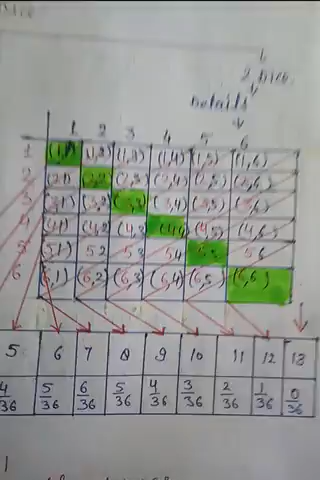 2 Dice
Details
1 2 3 4 5 6
1 (1,1) (1,2) (1,3) (1,4) (1,5) (1,6)
2 (2,1) (2,2) (2,3) (2,4) (2,5) (2,6)
3 (3,1) (3,2) (3,3) (3,4) (3,5) (3,6)
4 (4,1) (4,2) (4,3) (4,4) (4,5) (4,6)
5 (5,1) 5 2 5 3 5 4 5 5 5 6
6 (6,1) (6,2) (6,3) (6,4) (6,5) (6,6)
5 6 7 8 9 10 11 12 13
4/36 5/36 6/36 5/36 4/36 3/36 2/36 1/36 0/36